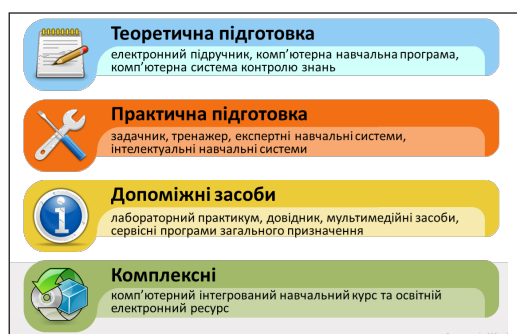 Теоретична підготовка
електронний підручник, комп’ютерна навчальна програма,
комп’ютерна система контролю знань
Практична підготовка
задачник, тренажер, експертні навчальні системи,
інтелектуальні навчальні системи
Допоміжні засоби
лабораторний практикум, довідник, мультимедійні засоби,
сервісні програми загального призначення
Комплексні
комп’ютерний інтегрований навчальний курс та освітній
електронний ресурс